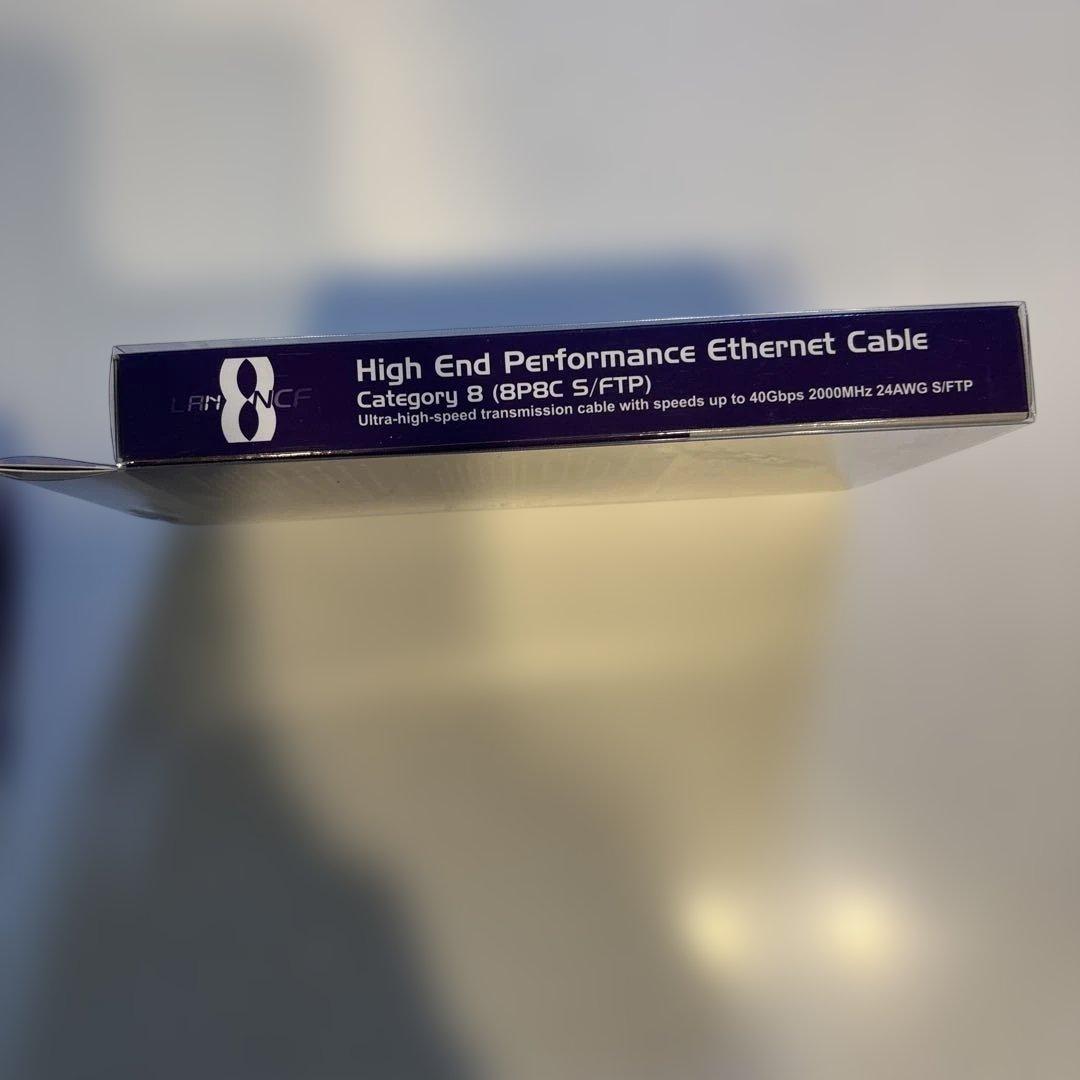 LAN 8 NCF
High End Performance Ethernet Cable
Category 8 (8P8C S/FTP)
Ultra-high-speed transmission cable with speeds up to 40Gbps 2000MHz 24AWG S/FTP